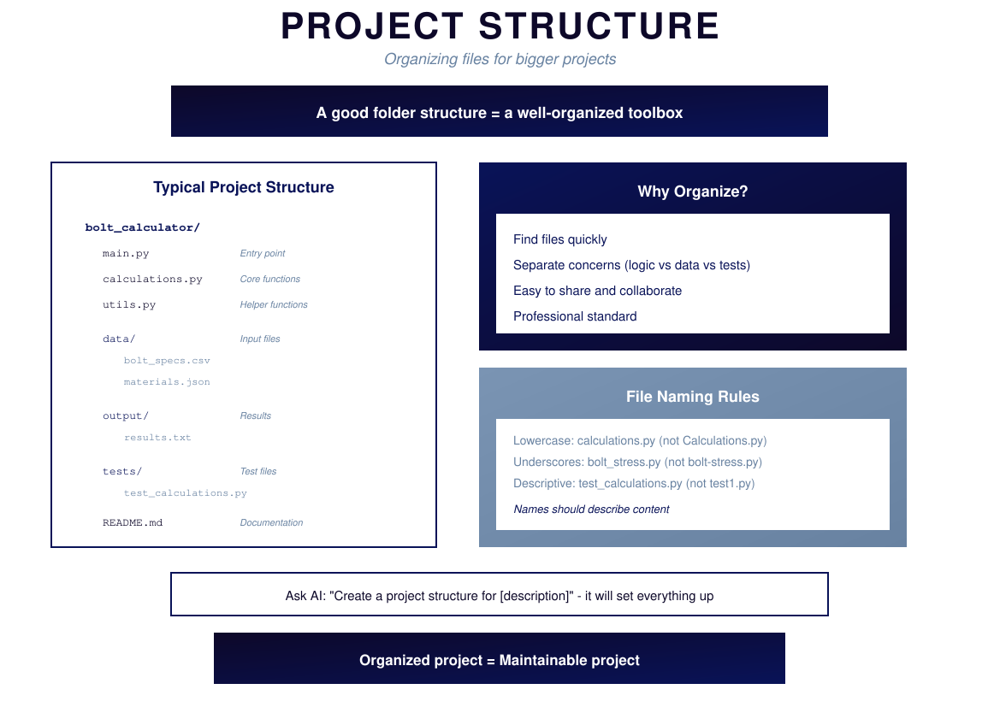 PROJECT STRUCTURE
Organizing files for bigger projects
A good folder structure = a well-organized toolbox
Typical Project Structure
bolt_calculator/
main.py Entry point
calculations.py Core functions
utils.py Helper functions
data/ Input files
bolt_specs.csv
materials.json
output/ Results
results.txt
tests/ Test files
test_calculations.py
README.md Documentation
Why Organize?
Find files quickly
Separate concerns (logic vs data vs tests)
Easy to share and collaborate
Professional standard
File Naming Rules
Lowercase: calculations.py (not Calculations.py)
Underscores: bolt_stress.py (not bolt-stress.py)
Descriptive: test_calculations.py (not test1.py)
Names should describe content
Ask AI: "Create a project structure for [description]" - it will set everything up
Organized project = Maintainable project